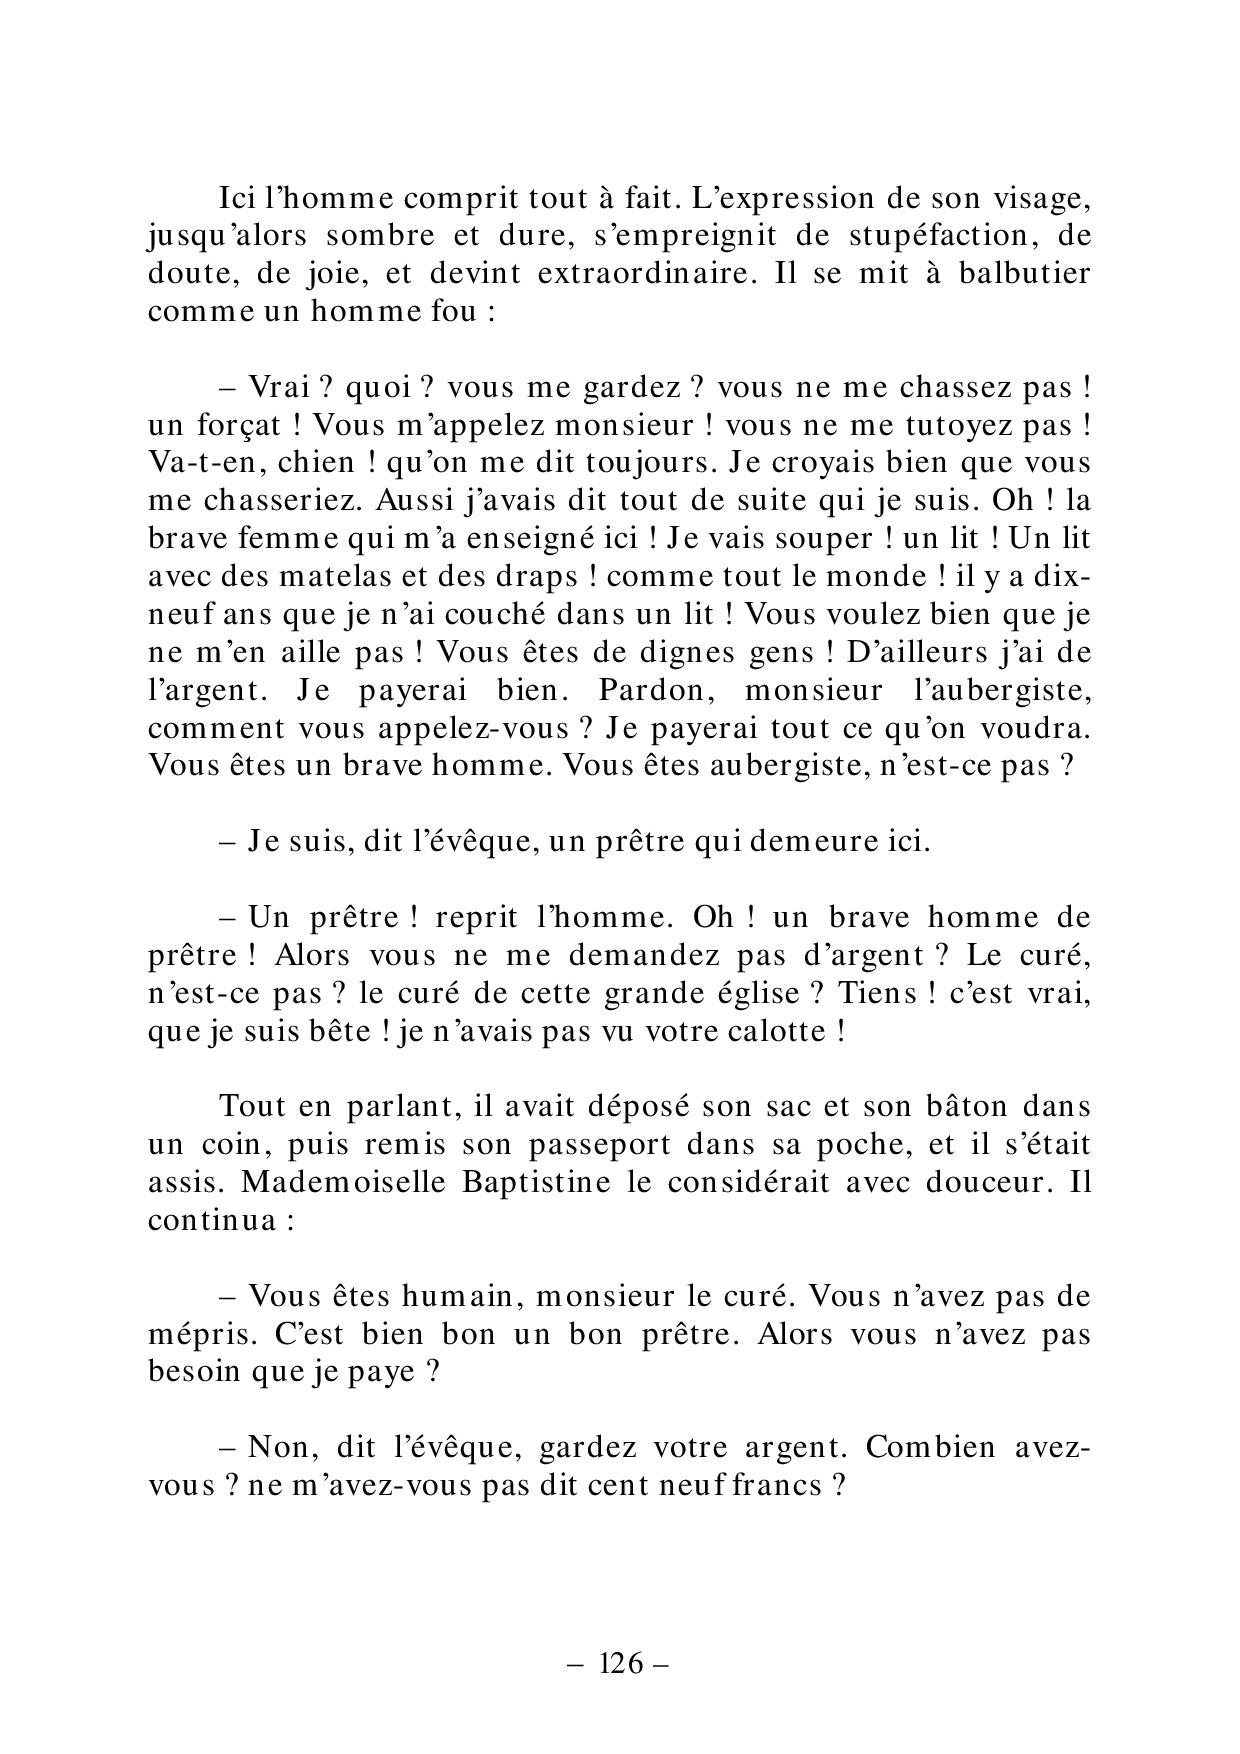 Ici l’homme comprit tout à fait. L’expression de son visage,
jusqu’alors sombre et dure, s’empreignit de stupéfaction, de
doute, de joie, et devint extraordinaire. Il se mit à balbutier
comme un homme fou :
– Vrai ? quoi ? vous me gardez ? vous ne me chassez pas !
un forçat ! Vous m’appelez monsieur ! vous ne me tutoyez pas !
Va-t-en, chien ! qu’on me dit toujours. Je croyais bien que vous
me chasseriez. Aussi j’avais dit tout de suite qui je suis. Oh ! la
brave femme qui m’a enseigné ici ! Je vais souper ! un lit ! Un lit
avec des matelas et des draps ! comme tout le monde ! il y a dix-
neuf ans que je n’ai couché dans un lit ! Vous voulez bien que je
ne m’en aille pas ! Vous êtes de dignes gens ! D’ailleurs j’ai de
l’argent. Je payerai bien. Pardon, monsieur l’aubergiste,
comment vous appelez-vous ? Je payerai tout ce qu’on voudra.
Vous êtes un brave homme. Vous êtes aubergiste, n’est-ce pas ?
– Je suis, dit l’évêque, un prêtre qui demeure ici.
– Un prêtre ! reprit l’homme. Oh ! un brave homme de
prêtre ! Alors vous ne me demandez pas d’argent ? Le curé,
n’est-ce pas ? le curé de cette grande église ? Tiens ! c’est vrai,
que je suis bête ! je n’avais pas vu votre calotte !
Tout en parlant, il avait déposé son sac et son bâton dans
un coin, puis remis son passeport dans sa poche, et il s’était
assis. Mademoiselle Baptistine le considérait avec douceur. Il
continua :
– Vous êtes humain, monsieur le curé. Vous n’avez pas de
mépris. C’est bien bon un bon prêtre. Alors vous n’avez pas
besoin que je paye ?
– Non, dit l’évêque, gardez votre argent. Combien avez-
vous ? ne m’avez-vous pas dit cent neuf francs ?
– 126 –